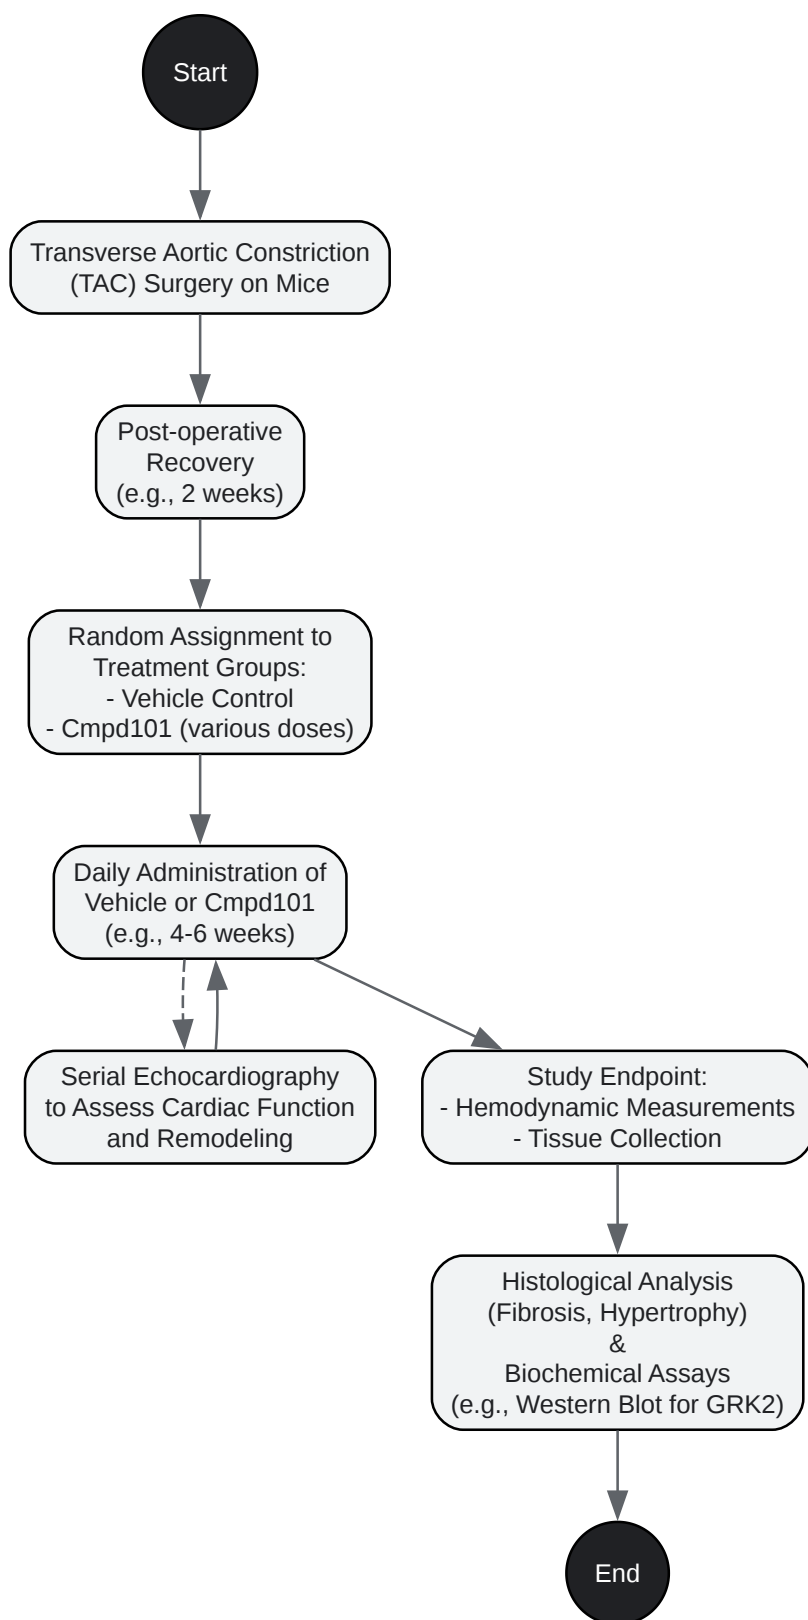 Start
Transverse Aortic Constriction
(TAC) Surgery on Mice
Post-operative
Recovery
(e.g., 2 weeks)
Random Assignment to
Treatment Groups:
- Vehicle Control
- Cmpd101 (various doses)
Daily Administration of
Vehicle or Cmpd101
(e.g., 4-6 weeks)
Serial Echocardiography
to Assess Cardiac Function
and Remodeling
Study Endpoint:
- Hemodynamic Measurements
- Tissue Collection
Histological Analysis
(Fibrosis, Hypertrophy)
&
Biochemical Assays
(e.g., Western Blot for GRK2)
End